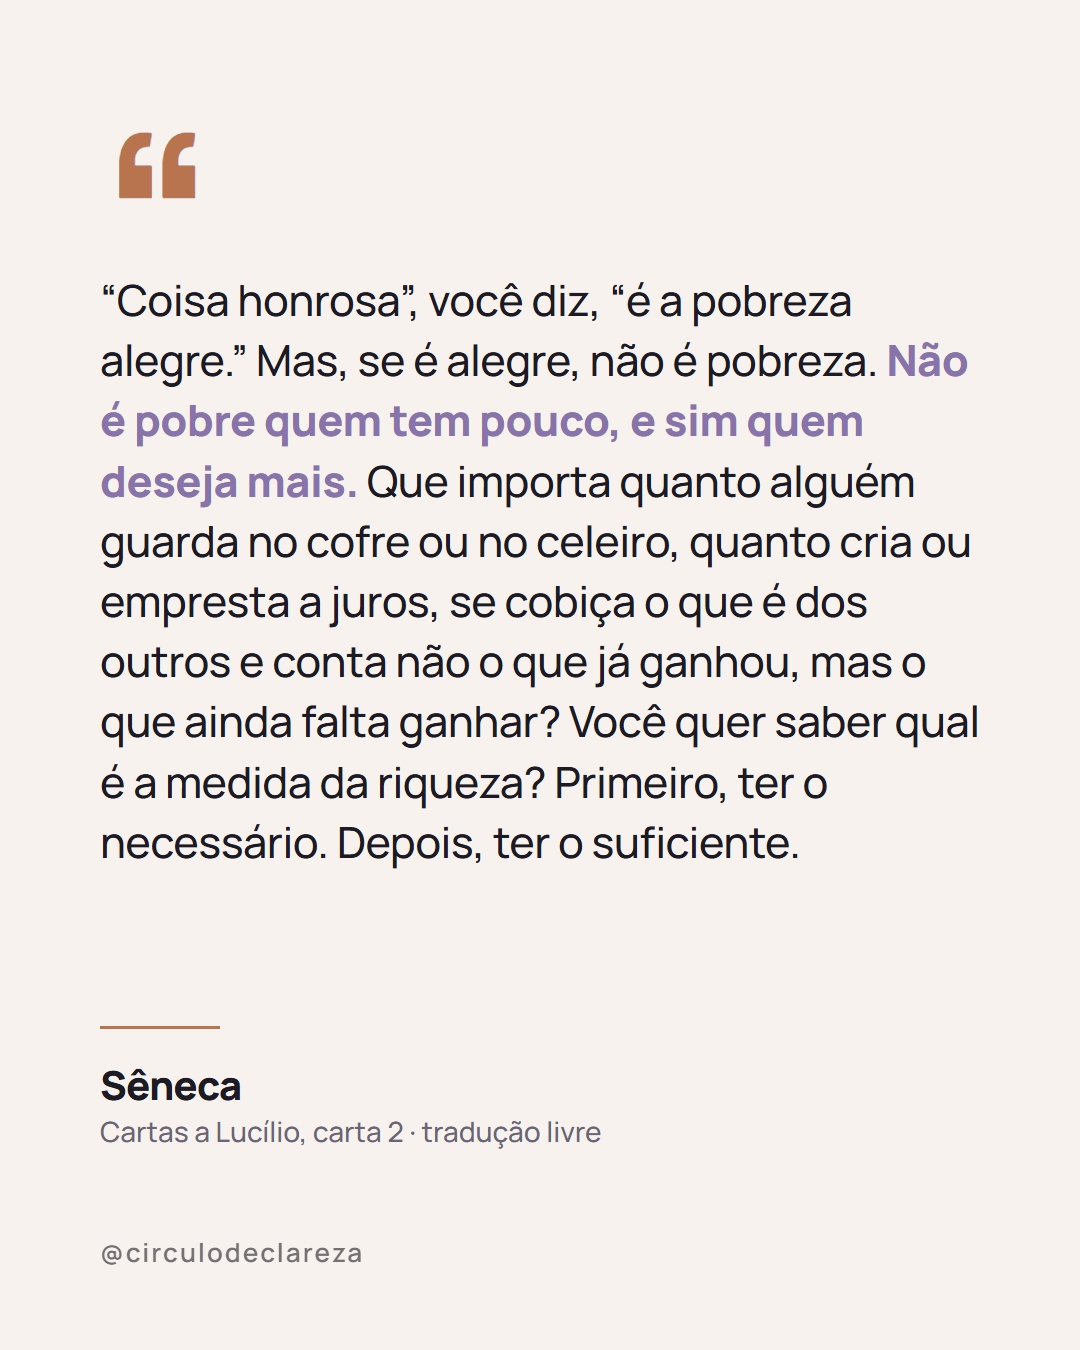 “
“Coisa honrosa”, você diz, “é a pobreza
alegre.” Mas, se é alegre, não é pobreza. Não
é pobre quem tem pouco, e sim quem
deseja mais. Que importa quanto alguém
guarda no cofre ou no celeiro, quanto cria ou
empresta a juros, se cobiça o que é dos
outros e conta não o que já ganhou, mas o
que ainda falta ganhar? Você quer saber qual
é a medida da riqueza? Primeiro, ter o
necessário. Depois, ter o suficiente.
Sêneca
Cartas a Lucílio, carta 2 · tradução livre
@circulodeclareza